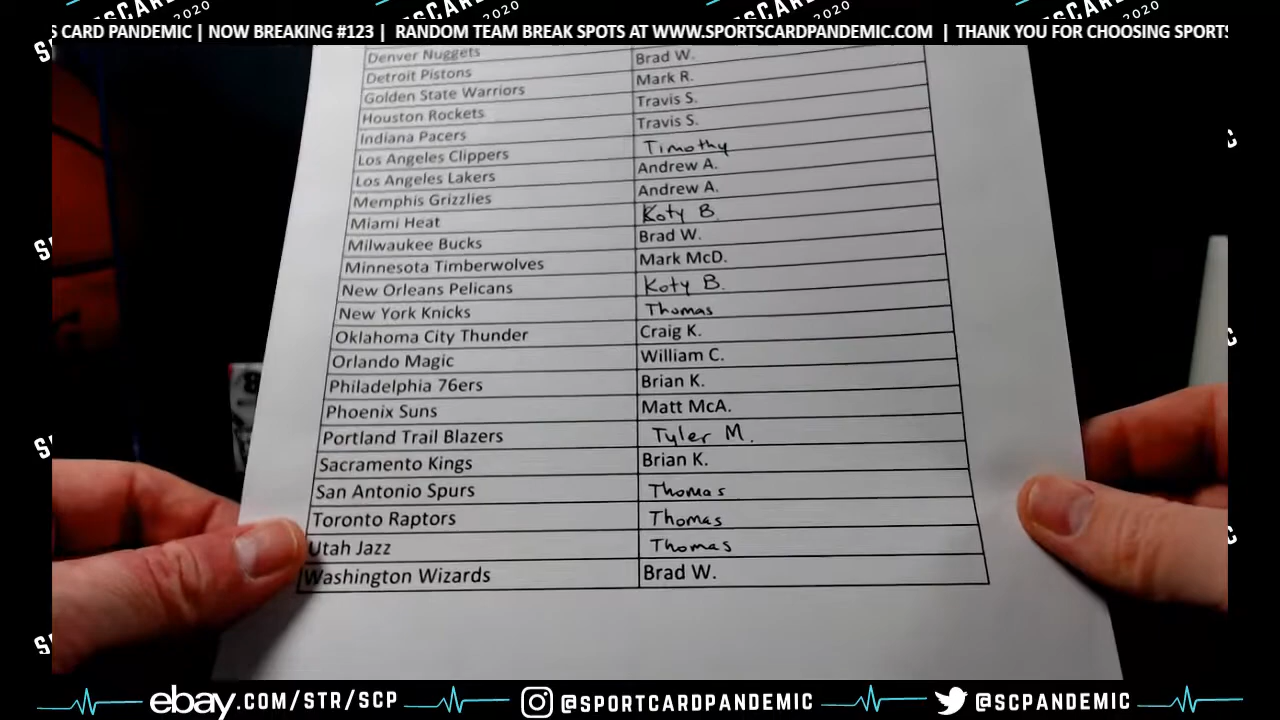 S CARD PANDEMIC | NOW BREAKING #123 | RANDOM TEAM BREAK SPOTS AT WWW.SPORTSCARDPANDEMIC.COM | THANK YOU FOR CHOOSING SPORTS
Denver Nuggets
Detroit Pistons Brad W.
Golden State Warriors Mark R.
Houston Rockets Travis S.
Indiana Pacers Travis S.
Los Angeles Clippers Timothy
Los Angeles Lakers Andrew A.
Memphis Grizzlies Andrew A.
Miami Heat Koty B.
Milwaukee Bucks Brad W.
Minnesota Timberwolves Mark McD.
New Orleans Pelicans Koty B.
New York Knicks Thomas
Oklahoma City Thunder Craig K.
Orlando Magic William C.
Philadelphia 76ers Brian K.
Phoenix Suns Matt McA.
Portland Trail Blazers Tyler M.
Sacramento Kings Brian K.
San Antonio Spurs Thomas
Toronto Raptors Thomas
Utah Jazz Thomas
Washington Wizards Brad W.
ebay.COM/STR/SCP @SPORTCARDPANDEMIC @SCPANDEMIC